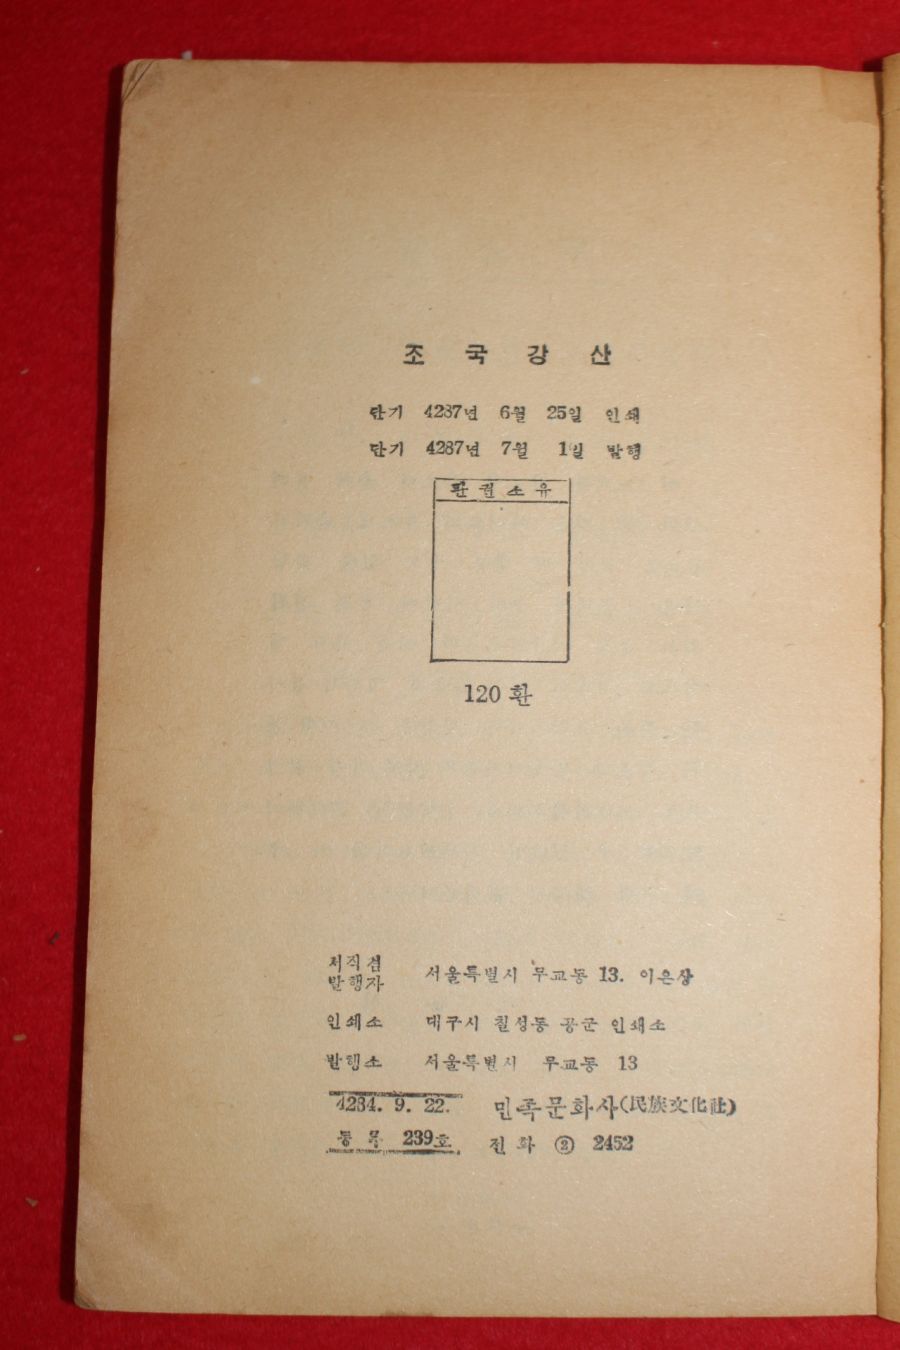 조 국 강 산
단기 4287년 6월 25일 인쇄
단기 4287년 7월 1일 발행
판 권 소 유
120 환
저작겸
발행자 서울특별시 무교동 13. 이은상
인쇄소 대구시 칠성동 공군 인쇄소
발행소 서울특별시 무교동 13
4284. 9. 22. 민족문화사(民族文化社)
등 록 239호 전화 ② 2452